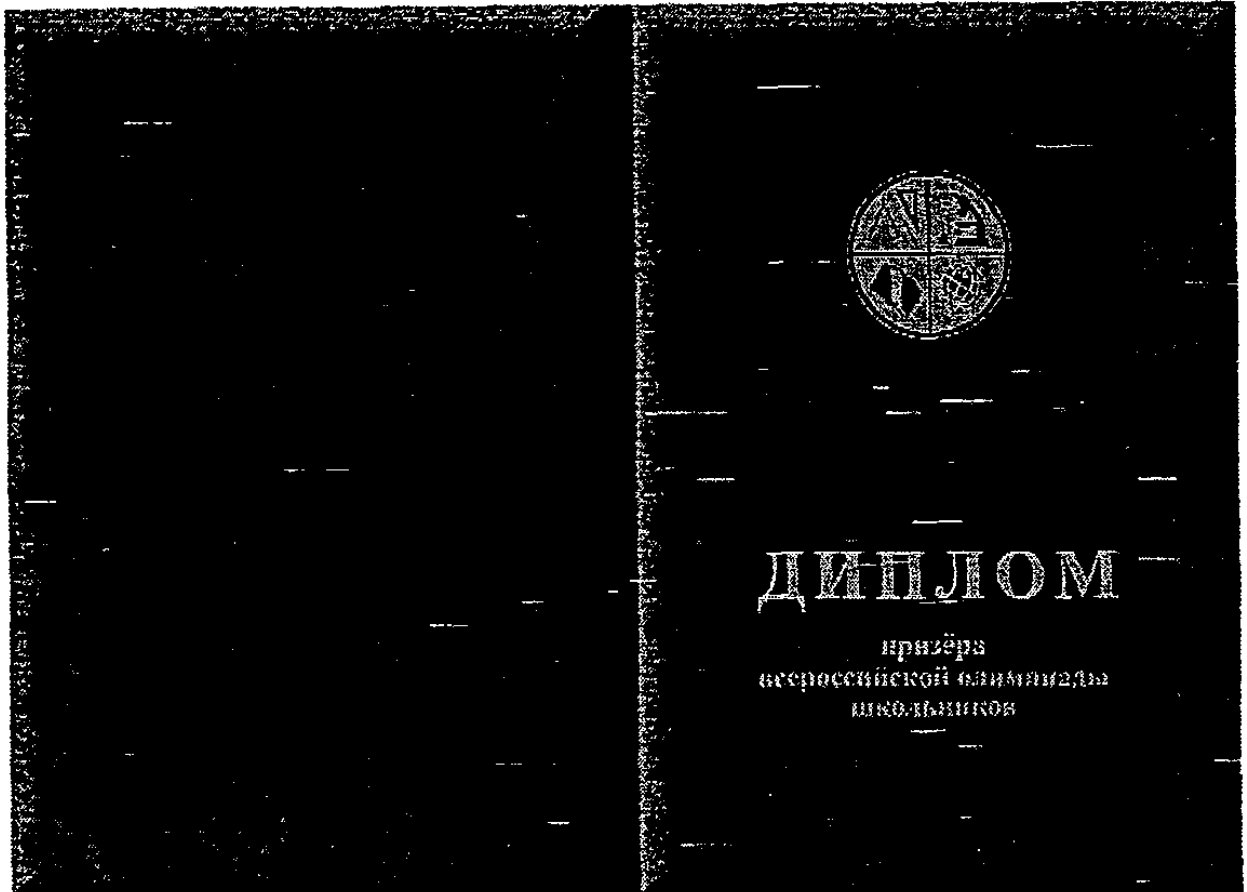 ДИПЛОМ
призёра
всероссийской олимпиады
школьников